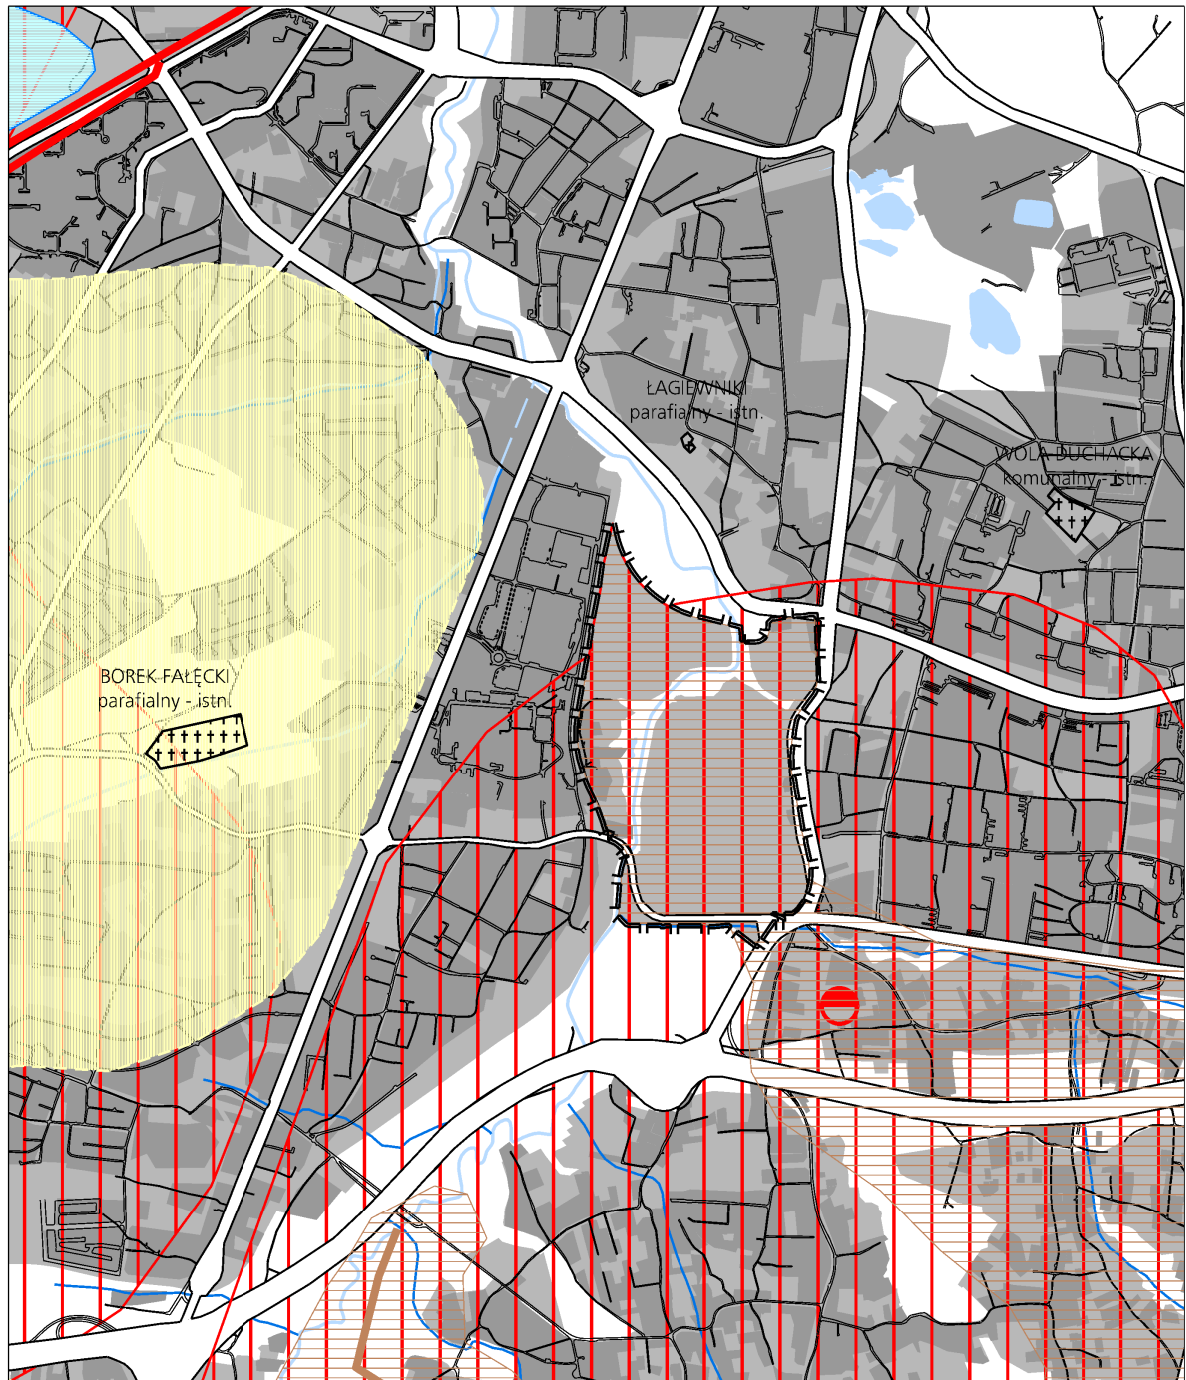 ŁAGIEWNIKI
parafialny - istn.
WOLA DUCHACKA
komunalny - istn.
BOREK FAŁĘCKI
parafialny - istn.